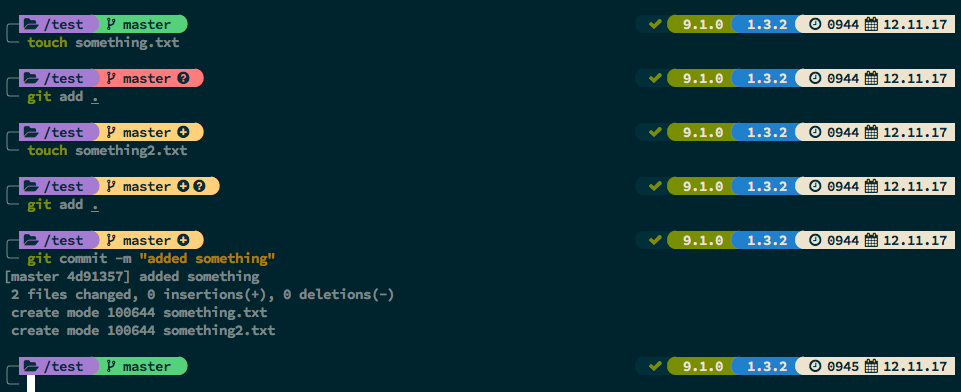 /test master 9.1.0 1.3.2 0944 12.11.17
touch something.txt
/test master ? 9.1.0 1.3.2 0944 12.11.17
git add .
/test master + 9.1.0 1.3.2 0944 12.11.17
touch something2.txt
/test master + ? 9.1.0 1.3.2 0944 12.11.17
git add .
/test master + 9.1.0 1.3.2 0944 12.11.17
git commit -m "added something"
[master 4d91357] added something
2 files changed, 0 insertions(+), 0 deletions(-)
create mode 100644 something.txt
create mode 100644 something2.txt
/test master 9.1.0 1.3.2 0945 12.11.17